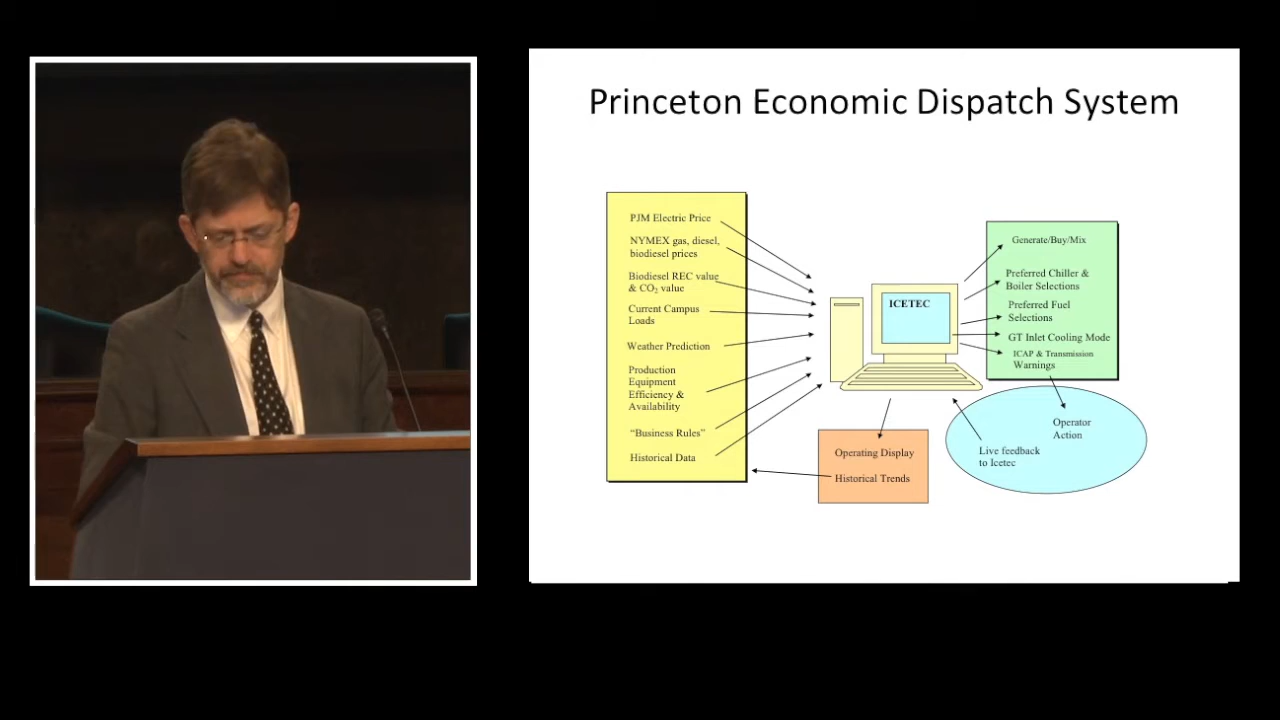 Princeton Economic Dispatch System
PJM Electric Price
NYMEX gas, diesel,
biodiesel prices
Biodiesel REC value
& CO₂ value
Current Campus
Loads
Weather Prediction
Production
Equipment
Efficiency &
Availability
“Business Rules”
Historical Data
ICETEC
Generate/Buy/Mix
Preferred Chiller &
Boiler Selections
Preferred Fuel
Selections
GT Inlet Cooling Mode
ICAP & Transmission
Warnings
Operator
Action
Live feedback
to Icetec
Operating Display
Historical Trends